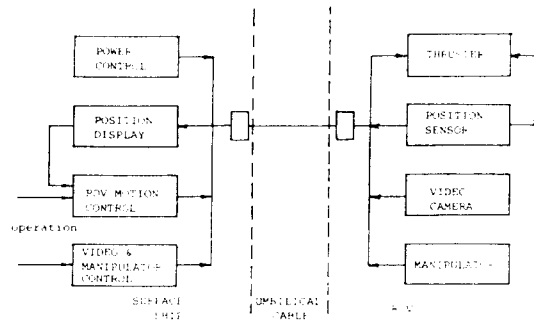 POWER
CONTROL
POSITION
DISPLAY
ROV MOTION
CONTROL
operation
VIDEO &
MANIPULATOR
CONTROL
SURFACE
UNIT
UMBILICAL
CABLE
THRUSTER
POSITION
SENSOR
VIDEO
CAMERA
MANIPULATOR